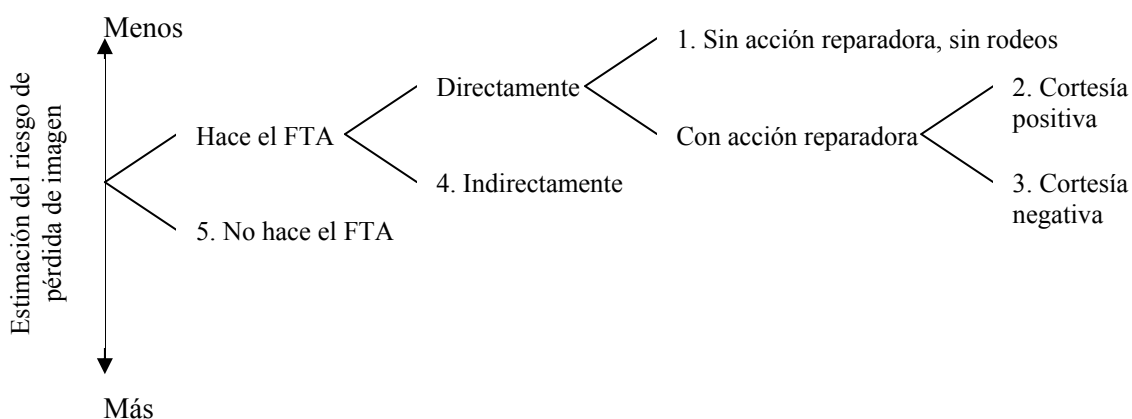 Menos
1. Sin acción reparadora, sin rodeos
Directamente
2. Cortesía
positiva
Hace el FTA
Con acción reparadora
4. Indirectamente
3. Cortesía
negativa
5. No hace el FTA
Estimación del riesgo de
pérdida de imagen
Más